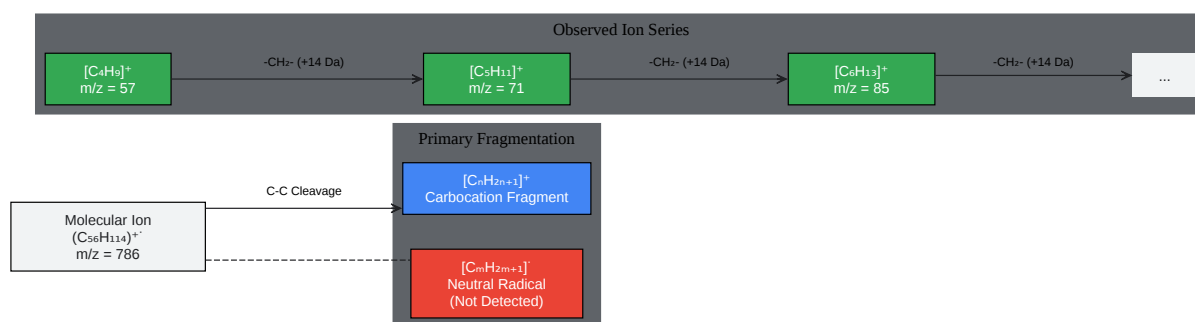 Observed Ion Series
[C₄H₉]⁺
m/z = 57
-CH₂- (+14 Da)
[C₅H₁₁]⁺
m/z = 71
-CH₂- (+14 Da)
[C₆H₁₃]⁺
m/z = 85
-CH₂- (+14 Da)
...
Primary Fragmentation
Molecular Ion
(C₅₆H₁₁₄)⁺˙
m/z = 786
C-C Cleavage
[CₙH₂ₙ₊₁]⁺
Carbocation Fragment
[CₘH₂ₘ₊₁]˙
Neutral Radical
(Not Detected)